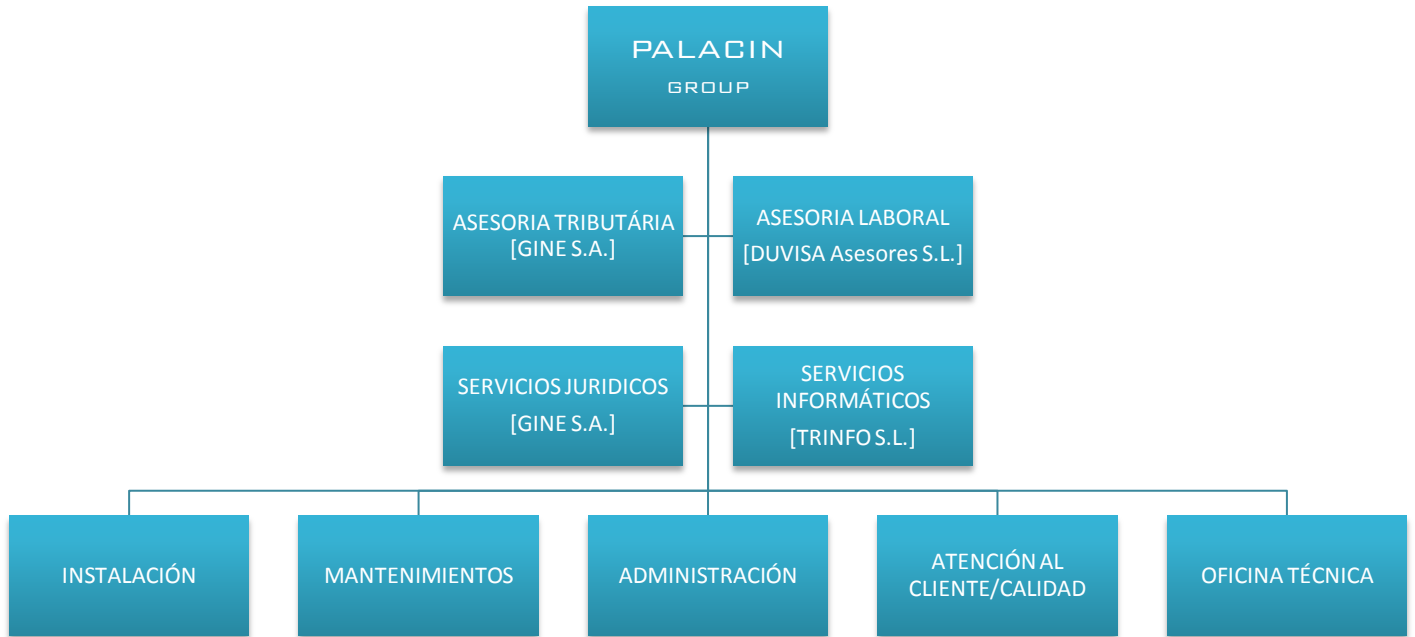 PALACIN
GROUP
ASESORIA TRIBUTÁRIA
[GINE S.A.]
ASESORIA LABORAL
[DUVISA Asesores S.L.]
SERVICIOS JURIDICOS
[GINE S.A.]
SERVICIOS
INFORMÁTICOS
[TRINFO S.L.]
INSTALACIÓN
MANTENIMIENTOS
ADMINISTRACIÓN
ATENCIÓN AL
CLIENTE/CALIDAD
OFICINA TÉCNICA